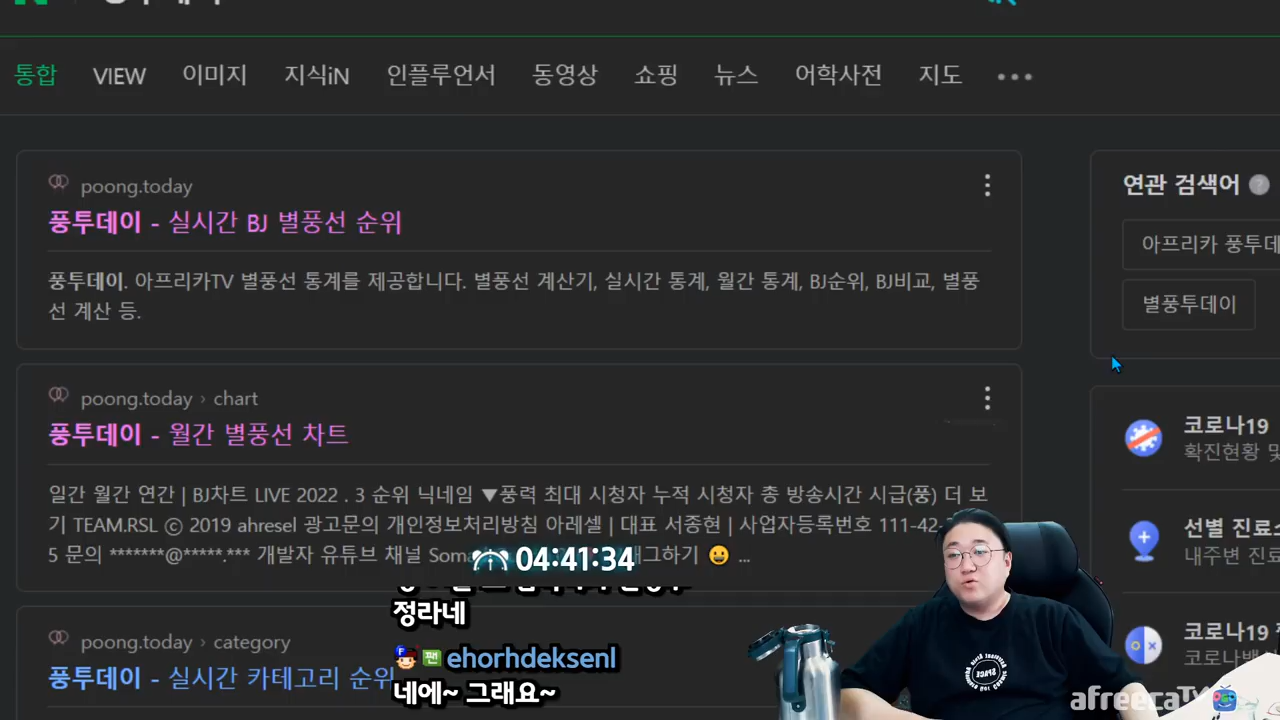 통합 VIEW 이미지 지식iN 인플루언서 동영상 쇼핑 뉴스 어학사전 지도
poong.today
풍투데이 - 실시간 BJ 별풍선 순위
풍투데이. 아프리카TV 별풍선 통계를 제공합니다. 별풍선 계산기, 실시간 통계, 월간 통계, BJ순위, BJ비교, 별풍
선 계산 등.
poong.today › chart
풍투데이 - 월간 별풍선 차트
일간 월간 연간 | BJ차트 LIVE 2022 . 3 순위 닉네임 ▼풍력 최대 시청자 누적 시청자 총 방송시간 시급(풍) 더 보
기 TEAM.RSL ⓒ 2019 ahresel 광고문의 개인정보처리방침 아레셀 | 대표 서종현 | 사업자등록번호 111-42-
5 문의 *******@*****.*** 개발자 유튜브 채널 태그하기 😀 ...
poong.today › category
풍투데이 - 실시간 카테고리 순위
연관 검색어
아프리카 풍투데
별풍투데이
코로나19
확진현황 및
선별 진료
내주변 진료
코로나19
코로나백
04:41:34
정라네
F 팬 ehorhdeksenl
네에~ 그래요~
afreecaTV